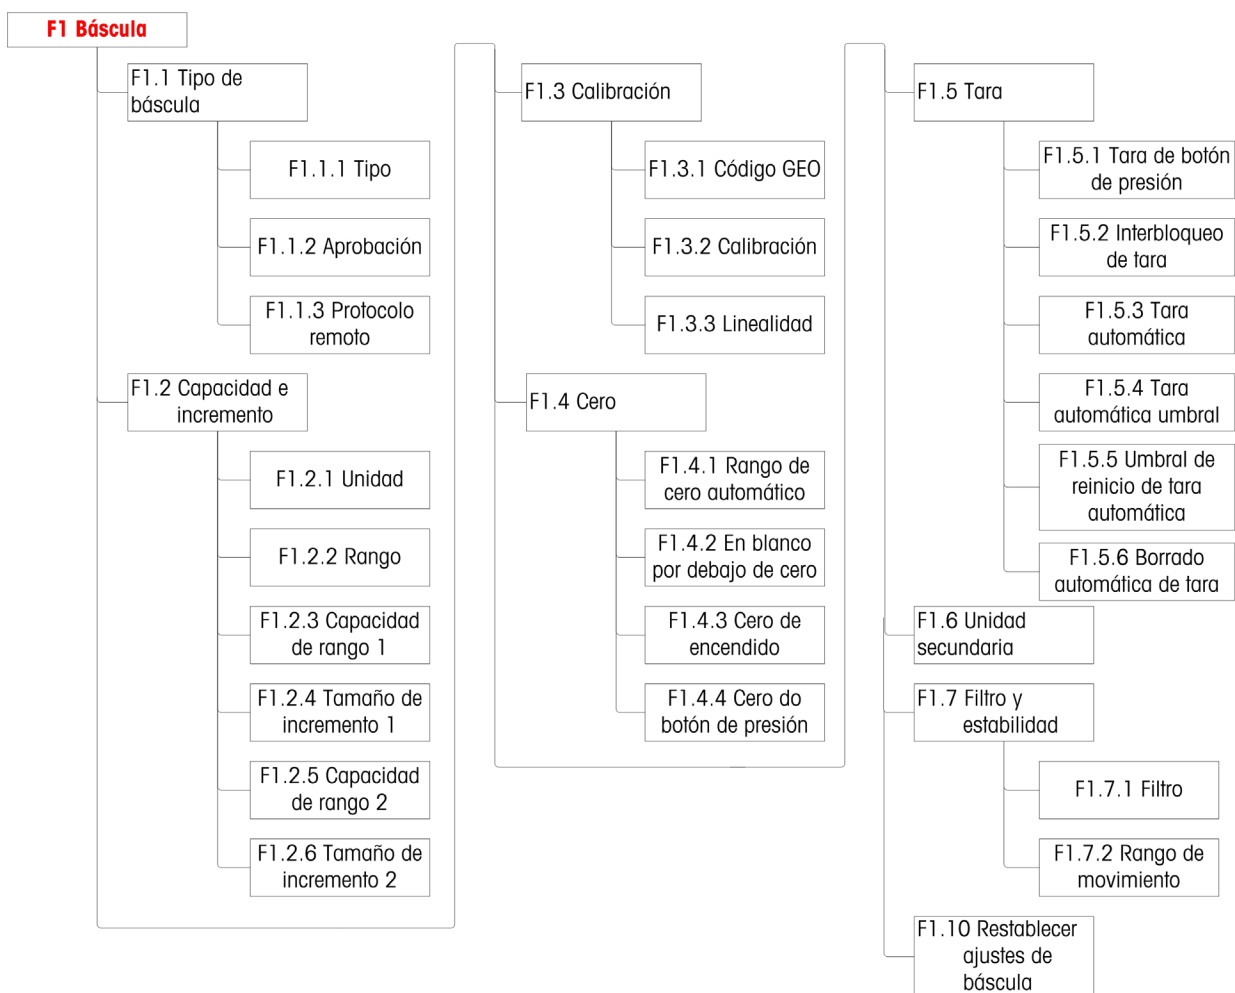 F1 Báscula
F1.1 Tipo de
báscula
F1.1.1 Tipo
F1.1.2 Aprobación
F1.1.3 Protocolo
remoto
F1.2 Capacidad e
incremento
F1.2.1 Unidad
F1.2.2 Rango
F1.2.3 Capacidad
de rango 1
F1.2.4 Tamaño de
incremento 1
F1.2.5 Capacidad
de rango 2
F1.2.6 Tamaño de
incremento 2
F1.3 Calibración
F1.3.1 Código GEO
F1.3.2 Calibración
F1.3.3 Linealidad
F1.4 Cero
F1.4.1 Rango de
cero automático
F1.4.2 En blanco
por debajo de cero
F1.4.3 Cero de
encendido
F1.4.4 Cero do
botón de presión
F1.5 Tara
F1.5.1 Tara de botón
de presión
F1.5.2 Interbloqueo
de tara
F1.5.3 Tara
automática
F1.5.4 Tara
automática umbral
F1.5.5 Umbral de
reinicio de tara
automática
F1.5.6 Borrado
automática de tara
F1.6 Unidad
secundaria
F1.7 Filtro y
estabilidad
F1.7.1 Filtro
F1.7.2 Rango de
movimiento
F1.10 Restablecer
ajustes de
báscula